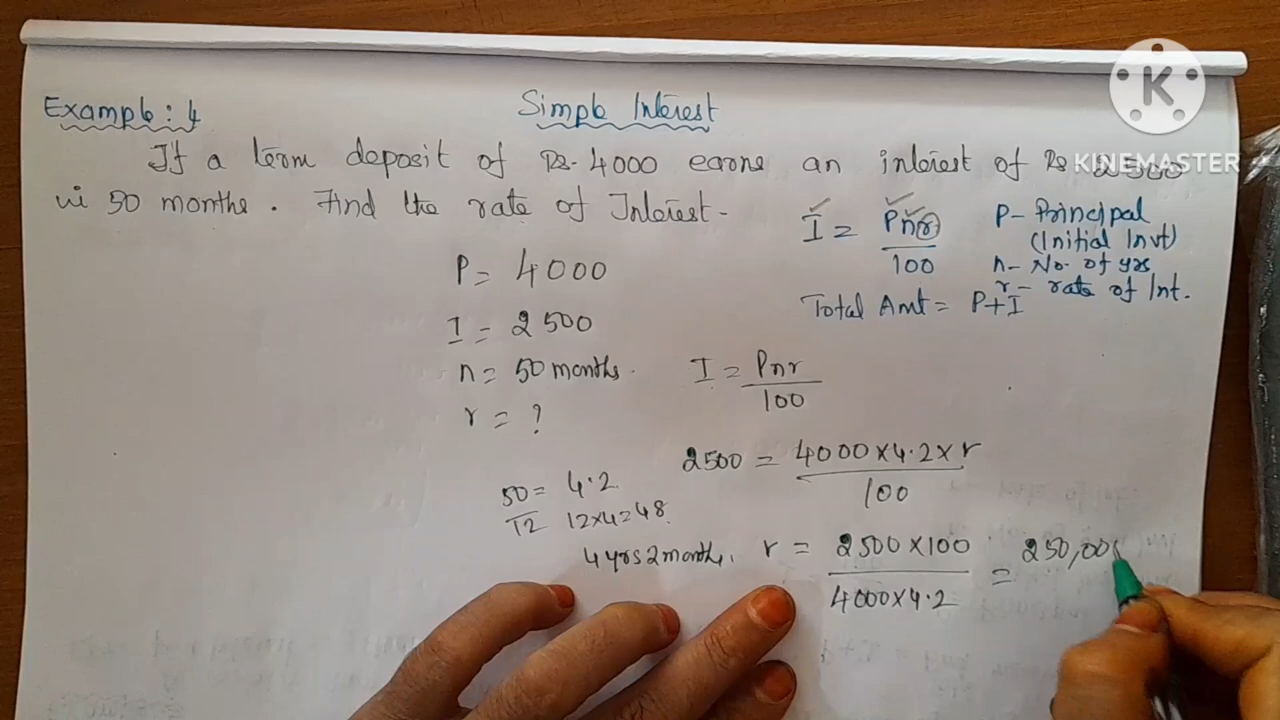 Example: 4
Simple Interest
If a term deposit of Rs. 4000 earns an interest of Rs 2500
in 50 months. Find the rate of Interest.
K
KINEMASTER
I = Pnr
100
P - Principal
(Initial Invt)
n - No. of yrs
r - rate of Int.
Total Amt = P+I
P = 4000
I = 2500
n = 50 months.
r = ?
I = Pnr
100
2500 = 4000×4.2×r
100
50 = 4.2
12 12×4=48
4 yrs 2 months.
r = 2500×100 = 250,00
4000×4.2